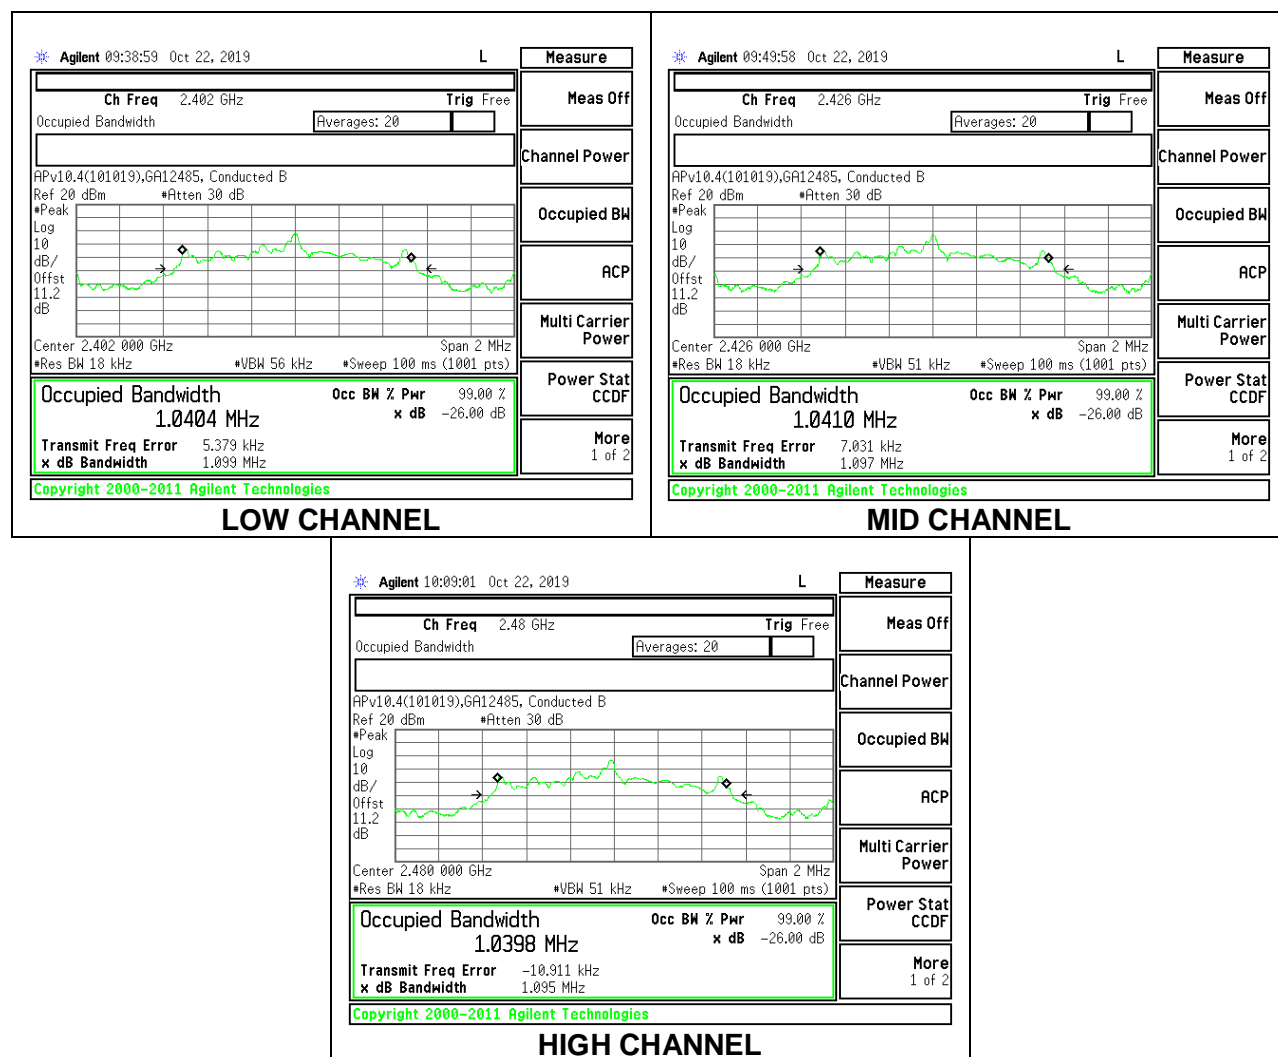 Agilent 09:38:59 Oct 22, 2019 L Measure
Ch Freq 2.402 GHz Trig Free
Meas Off
Occupied Bandwidth Averages: 20
Channel Power
APv10.4(101019),GA12485, Conducted B
Ref 20 dBm #Atten 30 dB
#Peak
Log
10
dB/
Offst
11.2
dB
Occupied BW
ACP
Multi Carrier
Power
Center 2.402 000 GHz Span 2 MHz
#Res BW 18 kHz #VBW 56 kHz #Sweep 100 ms (1001 pts)
Power Stat
CCDF
Occupied Bandwidth Occ BW % Pwr 99.00 %
1.0404 MHz x dB -26.00 dB
More
1 of 2
Transmit Freq Error 5.379 kHz
x dB Bandwidth 1.099 MHz
Copyright 2000-2011 Agilent Technologies
LOW CHANNEL
Agilent 09:49:58 Oct 22, 2019 L Measure
Ch Freq 2.426 GHz Trig Free
Meas Off
Occupied Bandwidth Averages: 20
Channel Power
APv10.4(101019),GA12485, Conducted B
Ref 20 dBm #Atten 30 dB
#Peak
Log
10
dB/
Offst
11.2
dB
Occupied BW
ACP
Multi Carrier
Power
Center 2.426 000 GHz Span 2 MHz
#Res BW 18 kHz #VBW 51 kHz #Sweep 100 ms (1001 pts)
Power Stat
CCDF
Occupied Bandwidth Occ BW % Pwr 99.00 %
1.0410 MHz x dB -26.00 dB
More
1 of 2
Transmit Freq Error 7.031 kHz
x dB Bandwidth 1.097 MHz
Copyright 2000-2011 Agilent Technologies
MID CHANNEL
Agilent 10:09:01 Oct 22, 2019 L Measure
Ch Freq 2.48 GHz Trig Free
Meas Off
Occupied Bandwidth Averages: 20
Channel Power
APv10.4(101019),GA12485, Conducted B
Ref 20 dBm #Atten 30 dB
#Peak
Log
10
dB/
Offst
11.2
dB
Occupied BW
ACP
Multi Carrier
Power
Center 2.480 000 GHz Span 2 MHz
#Res BW 18 kHz #VBW 51 kHz #Sweep 100 ms (1001 pts)
Power Stat
CCDF
Occupied Bandwidth Occ BW % Pwr 99.00 %
1.0398 MHz x dB -26.00 dB
More
1 of 2
Transmit Freq Error -10.911 kHz
x dB Bandwidth 1.095 MHz
Copyright 2000-2011 Agilent Technologies
HIGH CHANNEL